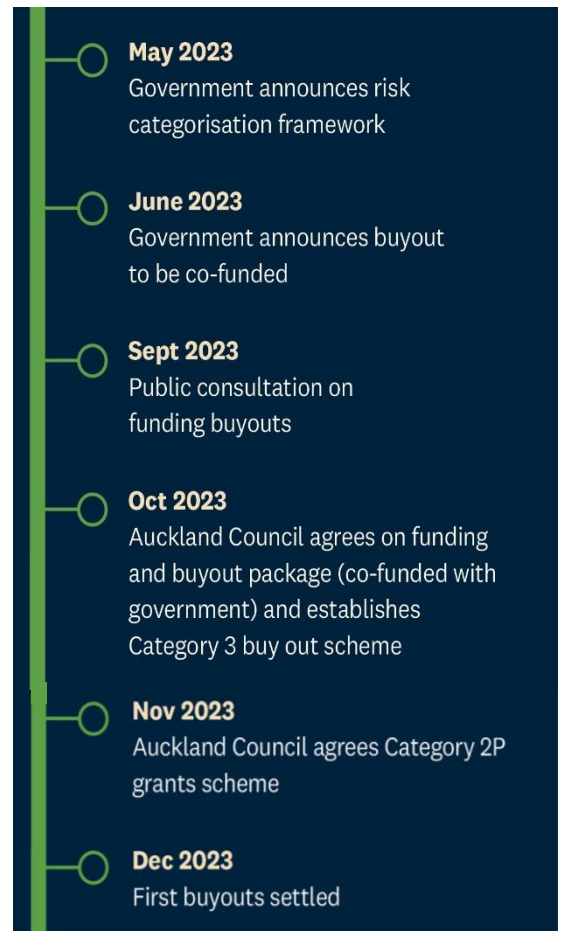 May 2023
Government announces risk
categorisation framework
June 2023
Government announces buyout
to be co-funded
Sept 2023
Public consultation on
funding buyouts
Oct 2023
Auckland Council agrees on funding
and buyout package (co-funded with
government) and establishes
Category 3 buy out scheme
Nov 2023
Auckland Council agrees Category 2P
grants scheme
Dec 2023
First buyouts settled